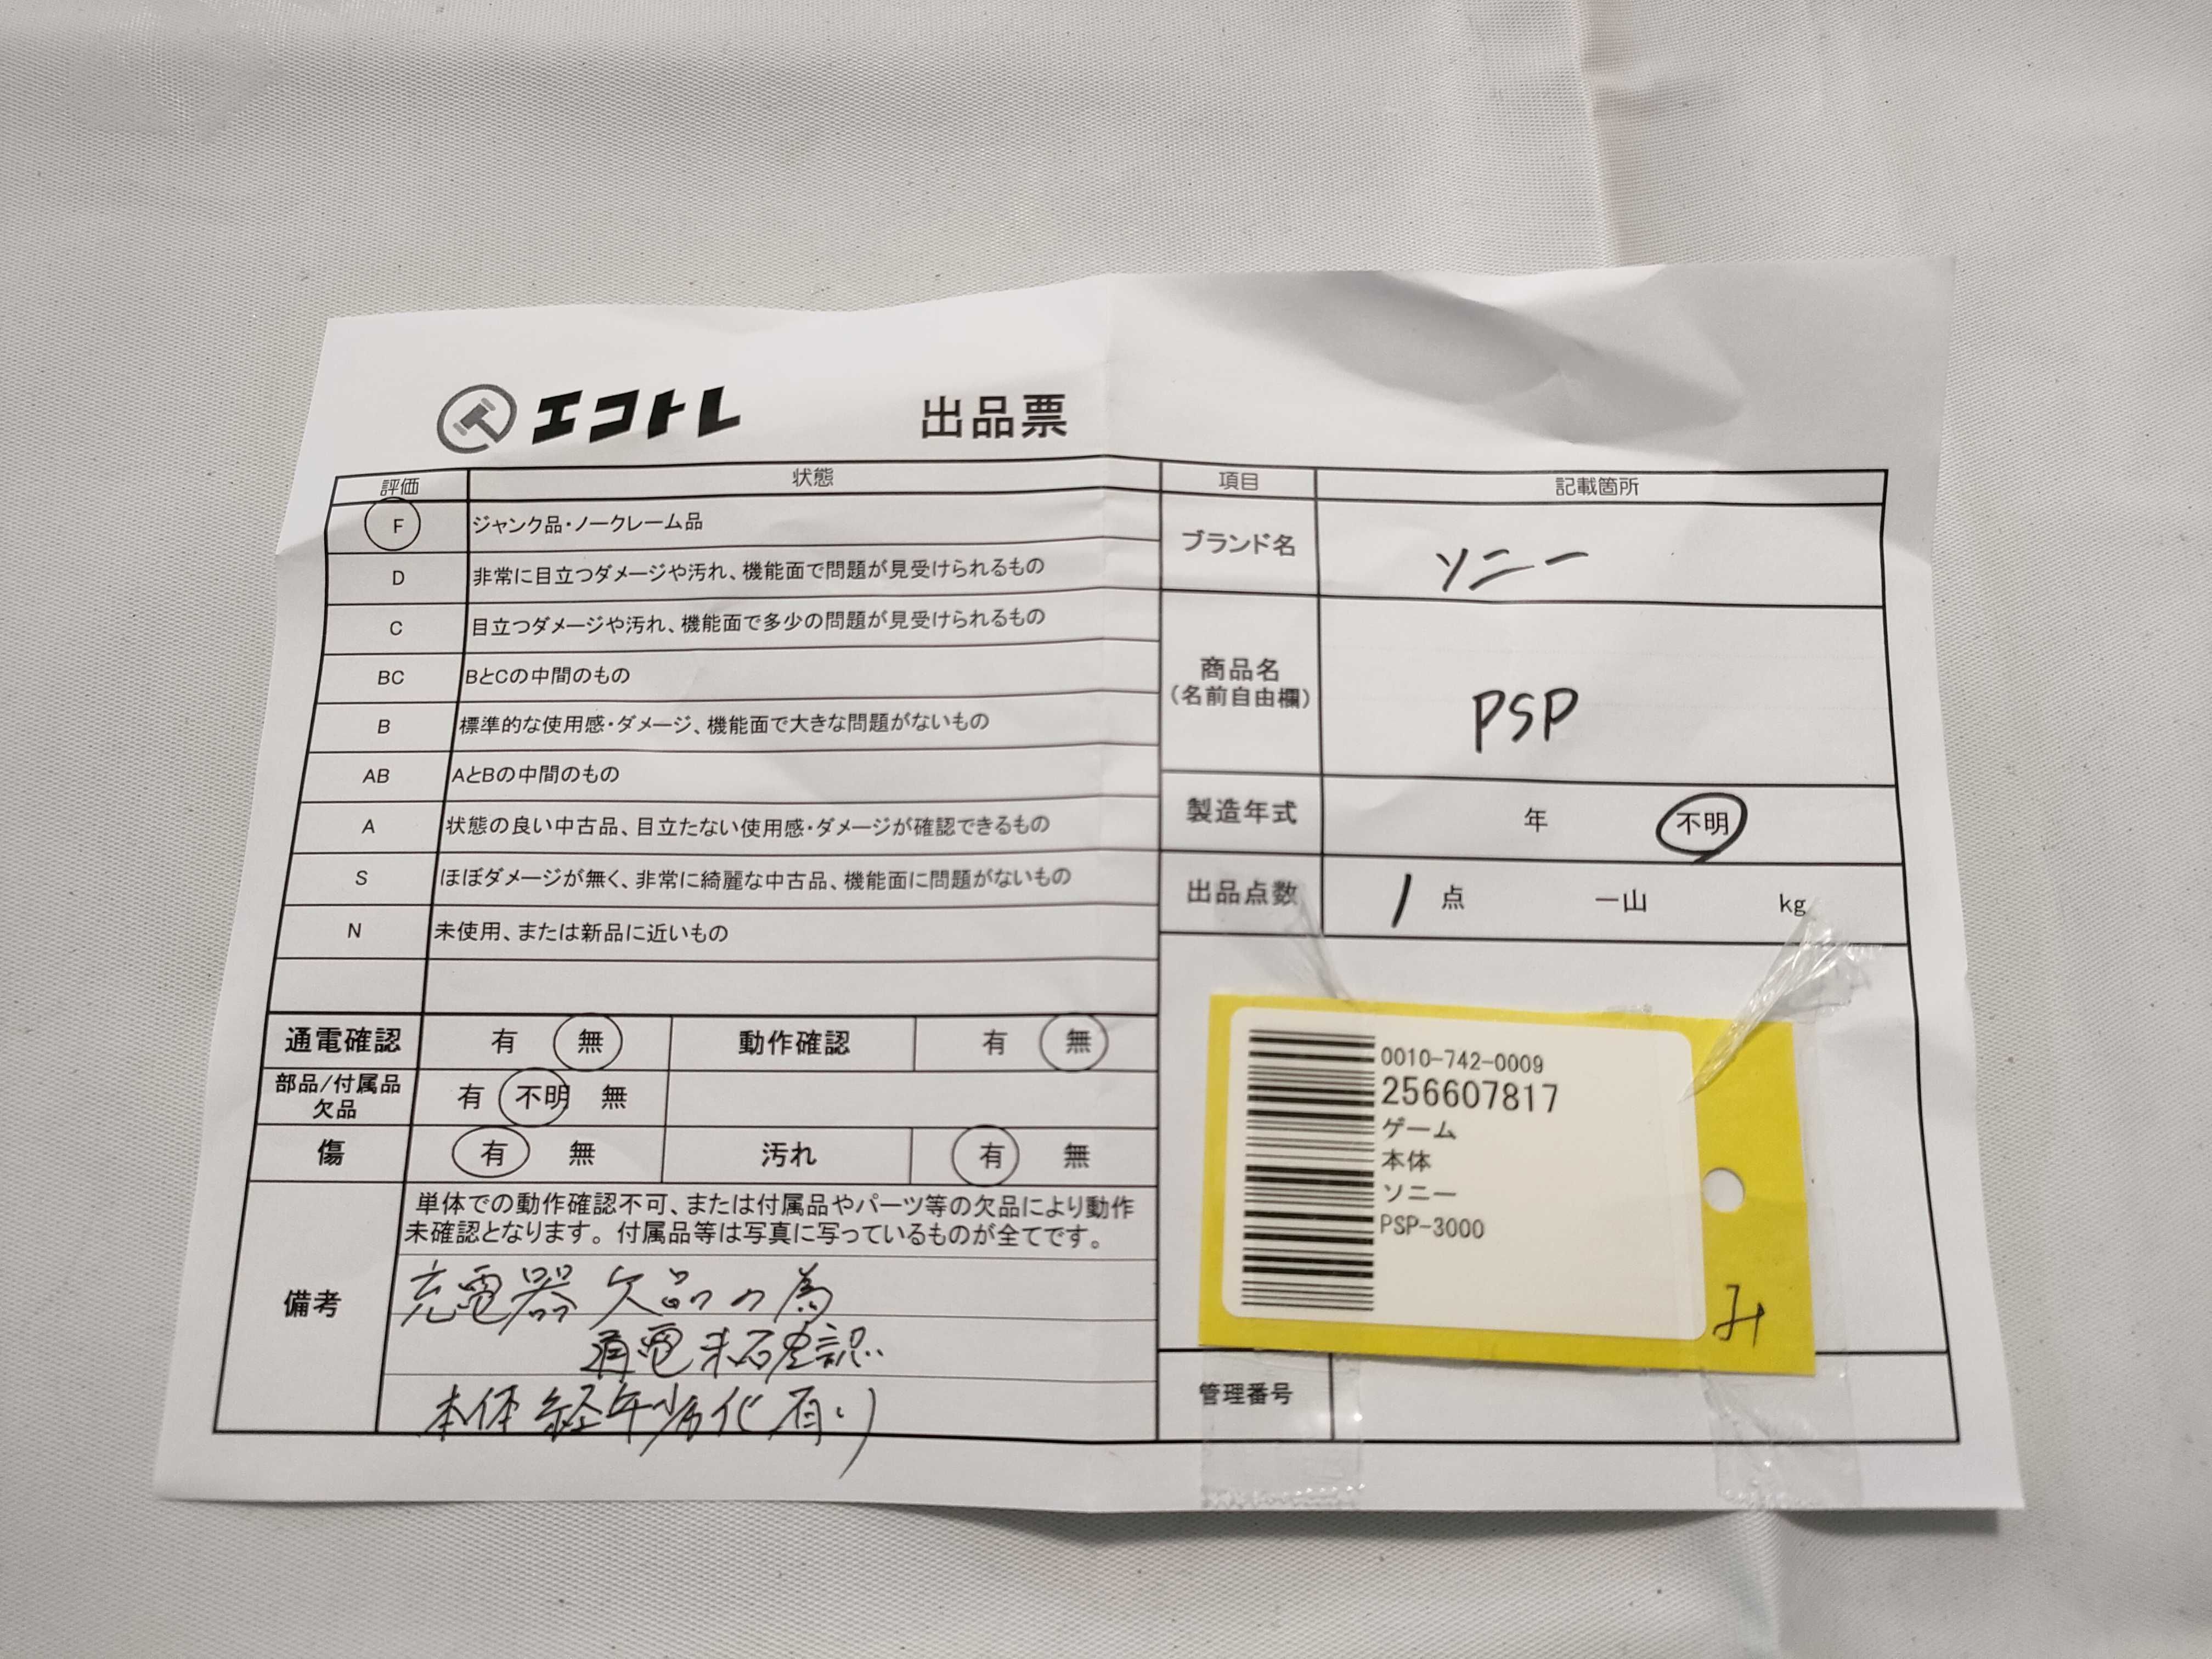 エコトレ 出品票
評価 状態
F ジャンク品・ノークレーム品
D 非常に目立つダメージや汚れ、機能面で問題が見受けられるもの
C 目立つダメージや汚れ、機能面で多少の問題が見受けられるもの
BC BとCの中間のもの
B 標準的な使用感・ダメージ、機能面で大きな問題がないもの
AB AとBの中間のもの
A 状態の良い中古品、目立たない使用感・ダメージが確認できるもの
S ほぼダメージが無く、非常に綺麗な中古品、機能面に問題がないもの
N 未使用、または新品に近いもの
通電確認 有 無 動作確認 有 無
部品/付属品
欠品 有 不明 無
傷 有 無 汚れ 有 無
備考
単体での動作確認不可、または付属品やパーツ等の欠品により動作
未確認となります。付属品等は写真に写っているものが全てです。
充電器欠品の為
通電未確認
本体経年劣化有り
項目 記載箇所
ブランド名 ソニー
商品名
(名前自由欄) PSP
製造年式 年 不明
出品点数 1 点 一山 kg
0010-742-0009
256607817
ゲーム
本体
ソニー
PSP-3000
み
管理番号